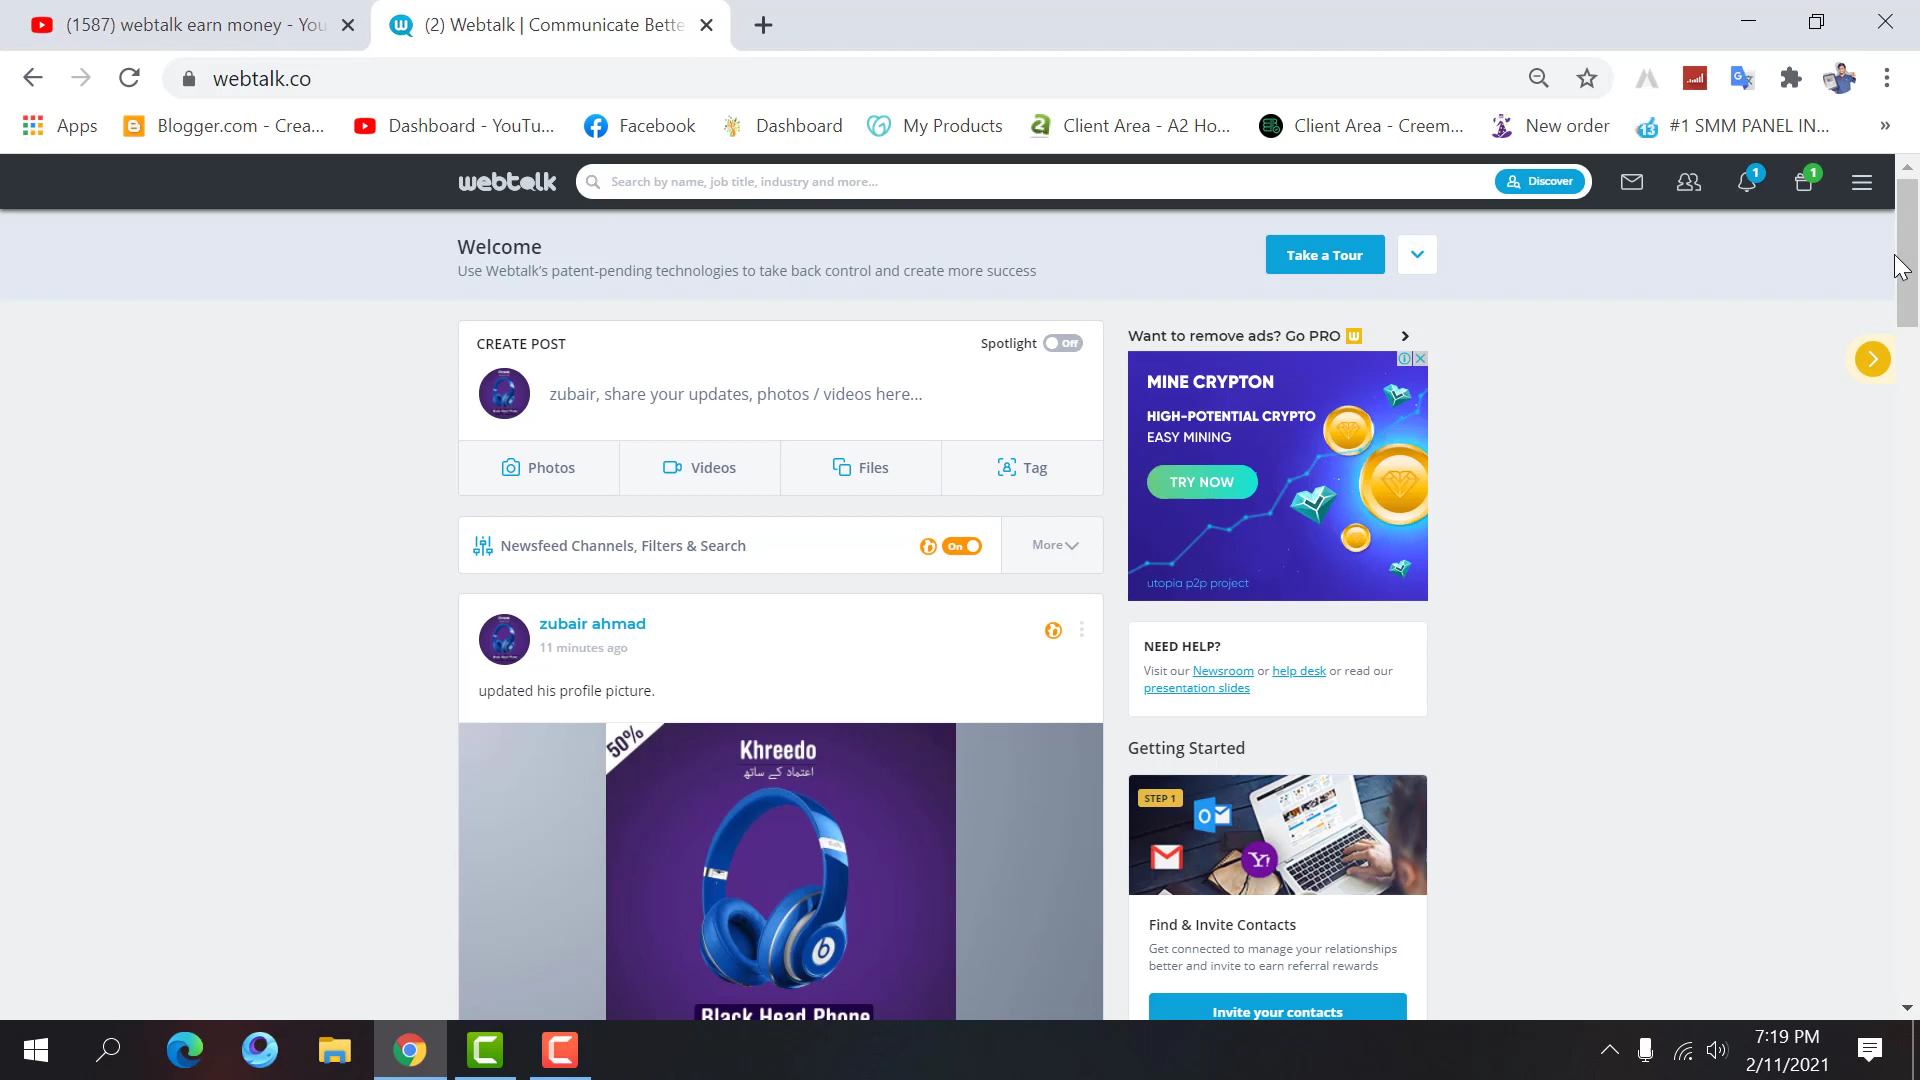 (1587) webtalk earn money - You
(2) Webtalk | Communicate Bette
webtalk.co
Apps
Blogger.com - Crea...
Dashboard - YouTu...
Facebook
Dashboard
My Products
Client Area - A2 Ho...
Client Area - Creem...
New order
13
#1 SMM PANEL IN...
»
webtalk
Search by name, job title, industry and more...
Discover
1
1
Welcome
Use Webtalk's patent-pending technologies to take back control and create more success
Take a Tour
CREATE POST
Spotlight
Off
zubair, share your updates, photos / videos here...
Photos
Videos
Files
Tag
Newsfeed Channels, Filters & Search
On
More
zubair ahmad
11 minutes ago
updated his profile picture.
50%
Khreedo
اعتماد کے ساتھ
Black Head Phone
Want to remove ads? Go PRO
MINE CRYPTON
HIGH-POTENTIAL CRYPTO
EASY MINING
TRY NOW
utopia p2p project
NEED HELP?
Visit our Newsroom or help desk or read our
presentation slides
Getting Started
STEP 1
Find & Invite Contacts
Get connected to manage your relationships
better and invite to earn referral rewards
Invite your contacts
7:19 PM
2/11/2021